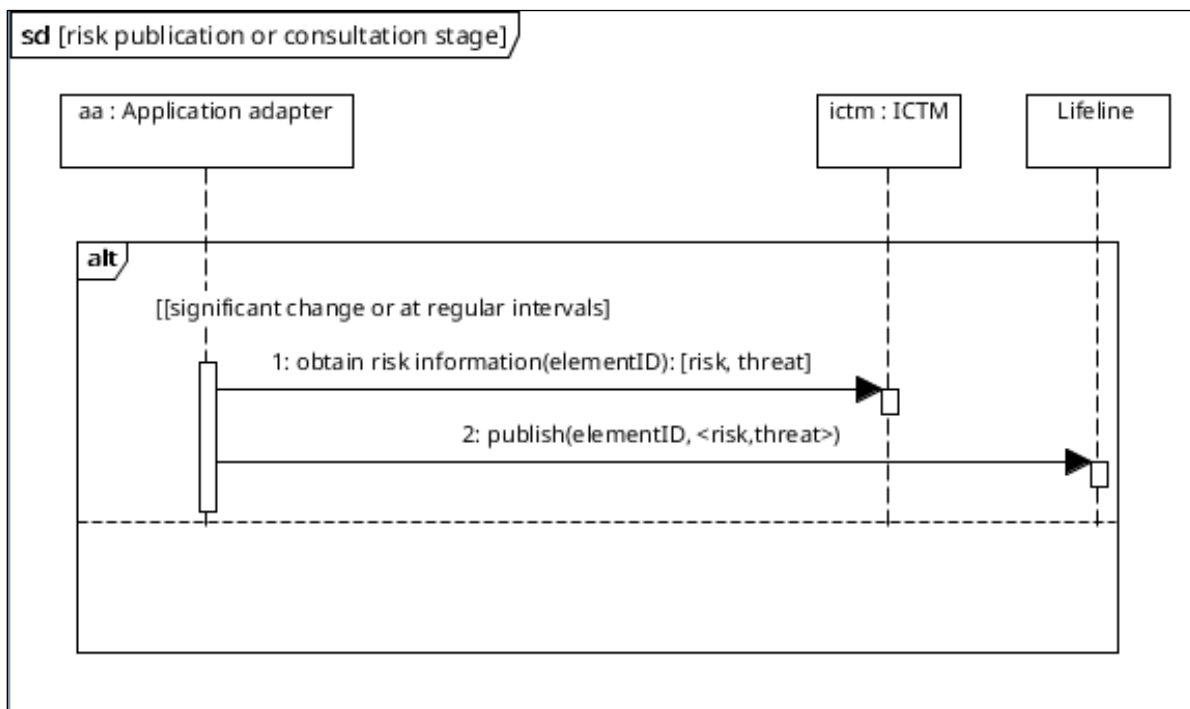 sd [risk publication or consultation stage]
aa : Application adapter
ictm : ICTM
Lifeline
alt
[[significant change or at regular intervals]
1: obtain risk information(elementID): [risk, threat]
2: publish(elementID, <risk,threat>)